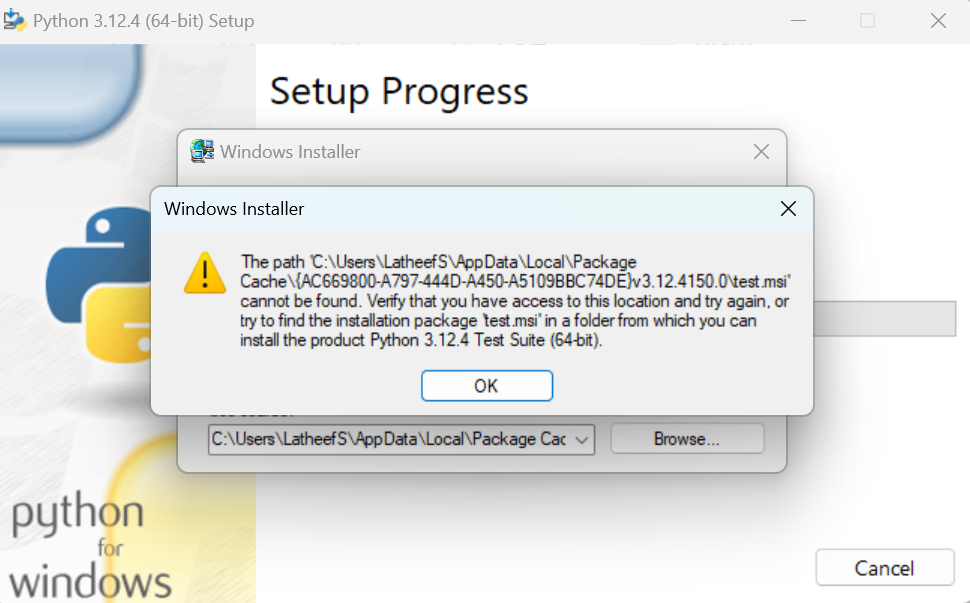 Python 3.12.4 (64-bit) Setup
Setup Progress
Windows Installer
Windows Installer
The path 'C:\Users\LatheefS\AppData\Local\Package
Cache\{AC669800-A797-444D-A450-A5109BBC74DE}v3.12.4150.0\test.msi'
cannot be found. Verify that you have access to this location and try again, or
try to find the installation package 'test.msi' in a folder from which you can
install the product Python 3.12.4 Test Suite (64-bit).
OK
C:\Users\LatheefS\AppData\Local\Package Cac
Browse...
python
for
windows
Cancel